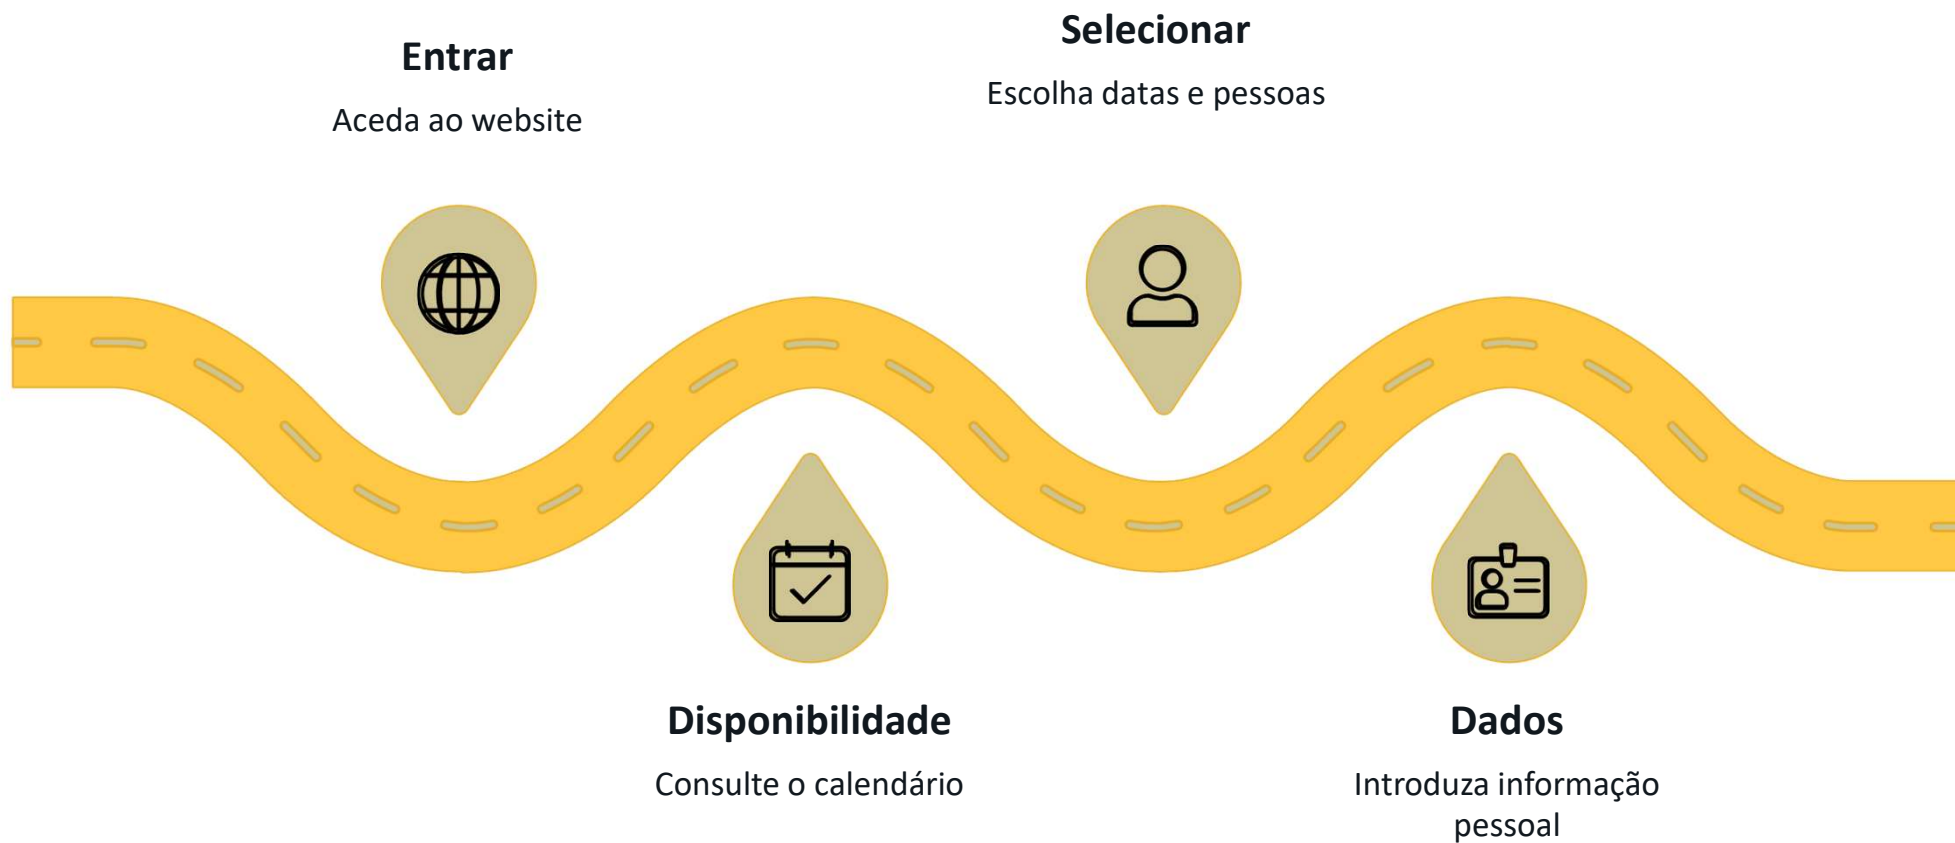 Entrar
Aceda ao website
Disponibilidade
Consulte o calendário
Selecionar
Escolha datas e pessoas
Dados
Introduza informação
pessoal